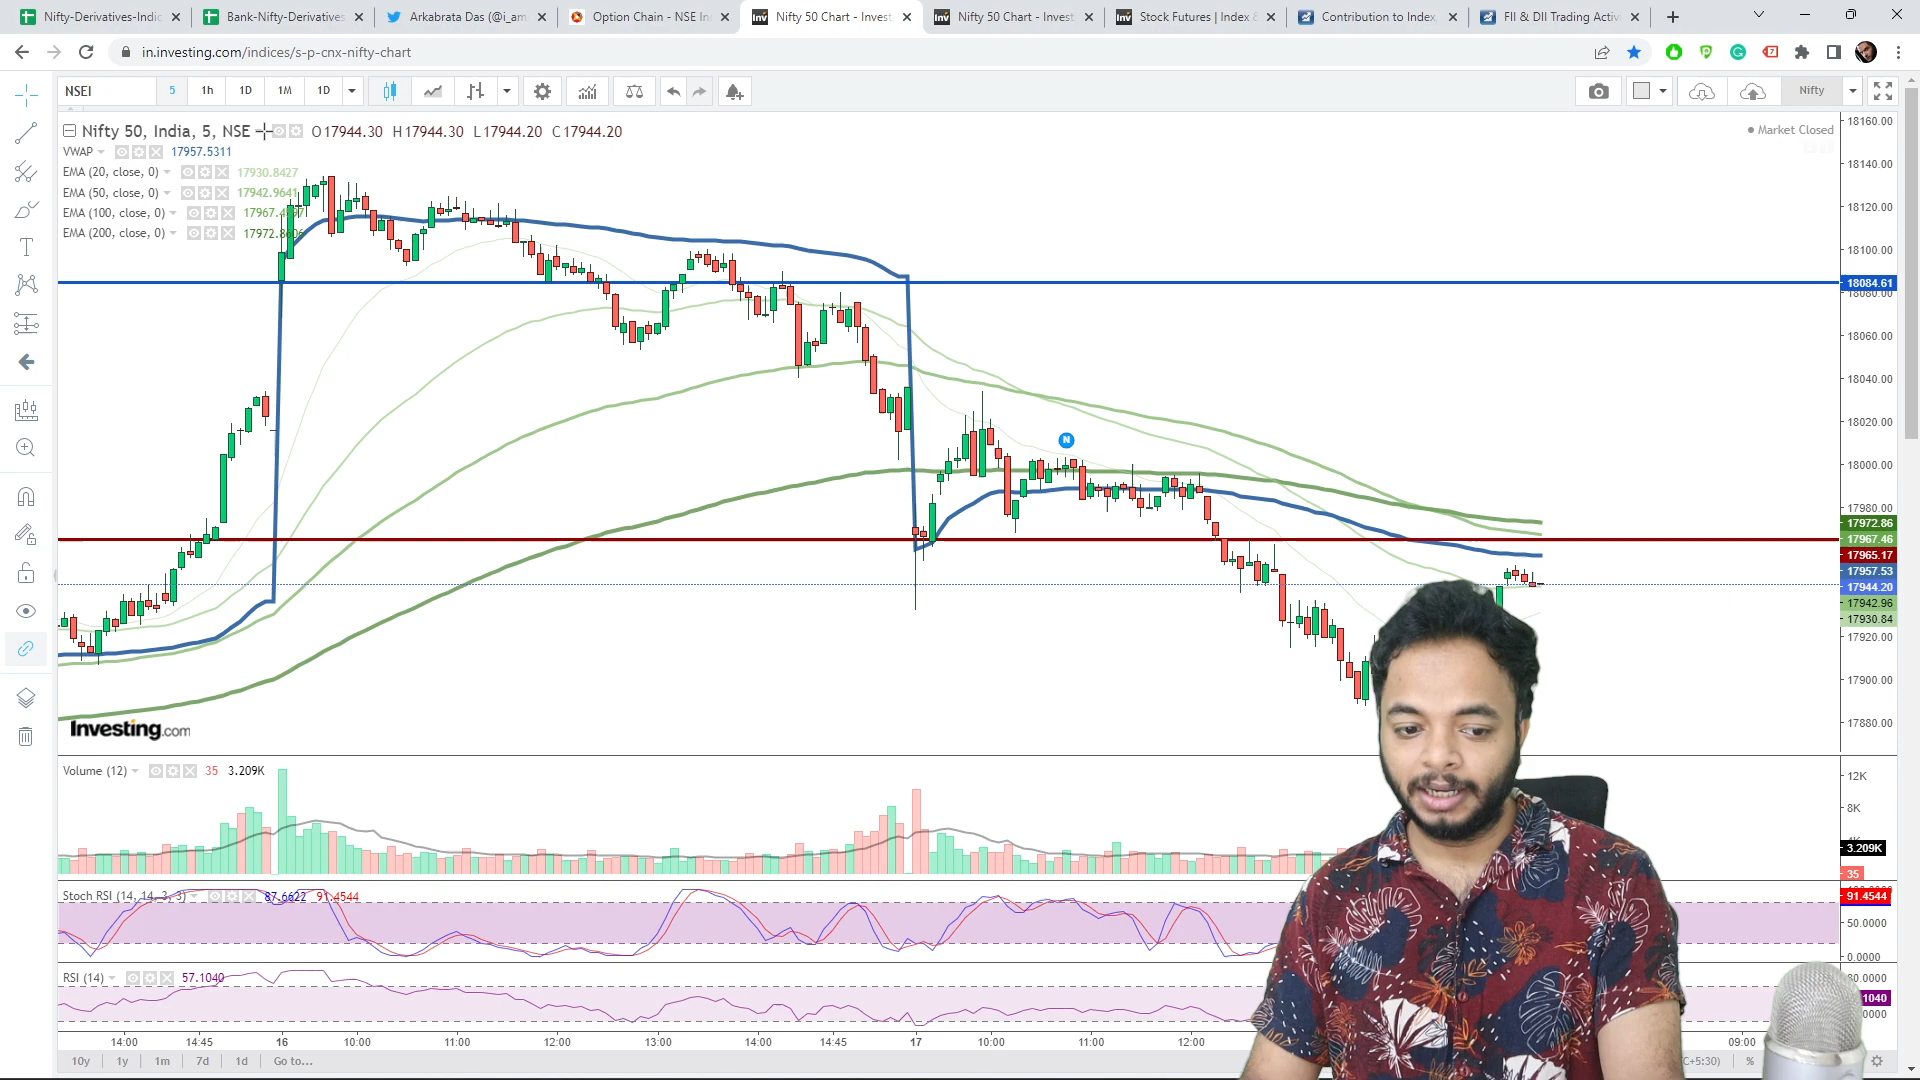 Nifty-Derivatives-Indic
Bank-Nifty-Derivatives
Arkabrata Das (@i_am
Option Chain - NSE In
Nifty 50 Chart - Invest
Nifty 50 Chart - Invest
Stock Futures | Index
Contribution to Index,
FII & DII Trading Activ
in.investing.com/indices/s-p-cnx-nifty-chart
NSEI 5 1h 1D 1M 1D Nifty
Nifty 50, India, 5, NSE O17944.30 H17944.30 L17944.20 C17944.20
Market Closed
VWAP 17957.5311
EMA (20, close, 0) 17930.8427
EMA (50, close, 0) 17942.9641
EMA (100, close, 0)
EMA (200, close, 0)
N
18160.00
18140.00
18120.00
18100.00
18084.61
18080.00
18060.00
18040.00
18020.00
18000.00
17980.00
17972.86
17967.46
17965.17
17957.53
17944.20
17942.96
17930.84
17920.00
17900.00
17880.00
Investing.com
Volume (12) 35 3.209K
12K
8K
3.209K
35
Stoch RSI (14, 14, 3, 3) 87.6622 91.4544
91.4544
50.0000
0.0000
RSI (14) 57.1040
14:00 14:45 16 10:00 11:00 12:00 13:00 14:00 14:45 17 10:00 11:00 12:00 09:00
10y 1y 1m 7d 1d Go to... %